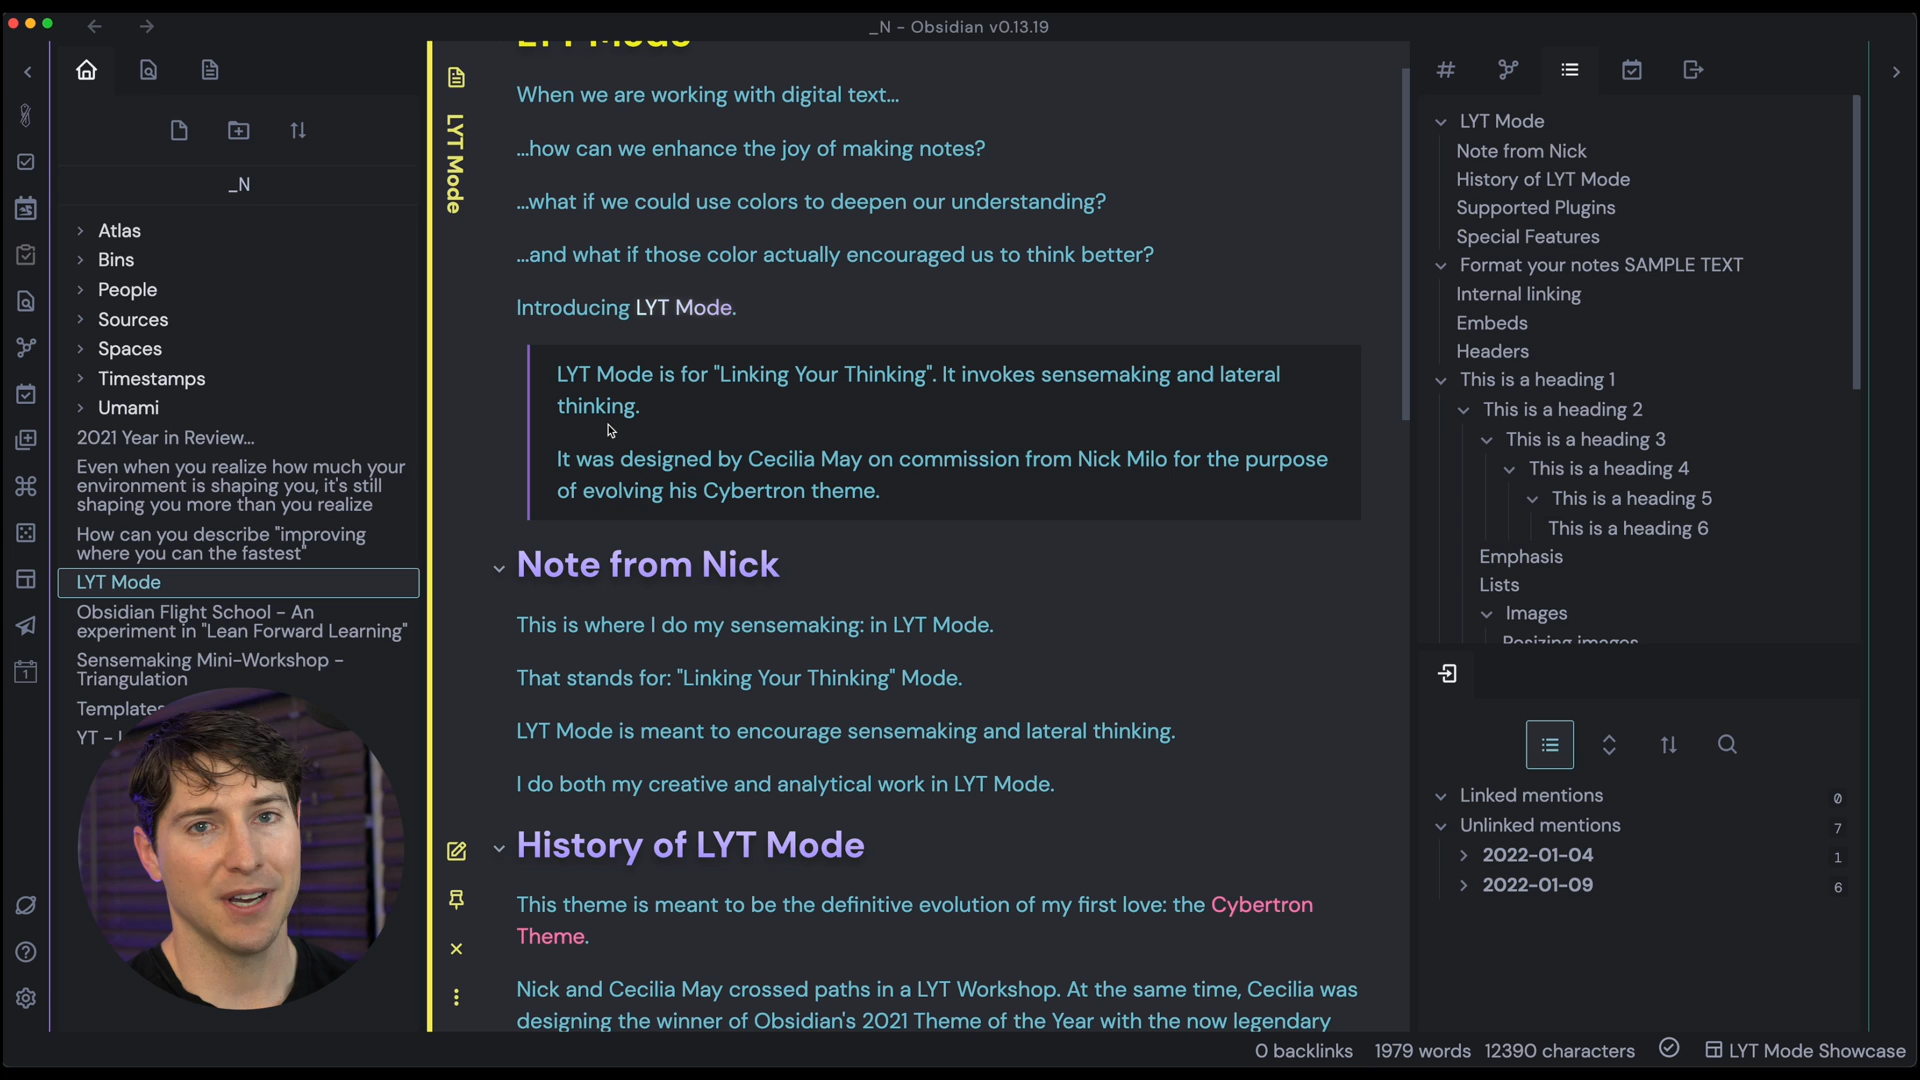 _N - Obsidian v0.13.19
_N
Atlas
Bins
People
Sources
Spaces
Timestamps
Umami
2021 Year in Review...
Even when you realize how much your
environment is shaping you, it's still
shaping you more than you realize
How can you describe "improving
where you can the fastest"
LYT Mode
Obsidian Flight School - An
experiment in "Lean Forward Learning"
Sensemaking Mini-Workshop -
Triangulation
Templates
YT -
1
LYT Mode
LYT Mode
When we are working with digital text...
...how can we enhance the joy of making notes?
...what if we could use colors to deepen our understanding?
...and what if those color actually encouraged us to think better?
Introducing LYT Mode.
LYT Mode is for "Linking Your Thinking". It invokes sensemaking and lateral
thinking.
It was designed by Cecilia May on commission from Nick Milo for the purpose
of evolving his Cybertron theme.
Note from Nick
This is where I do my sensemaking: in LYT Mode.
That stands for: "Linking Your Thinking" Mode.
LYT Mode is meant to encourage sensemaking and lateral thinking.
I do both my creative and analytical work in LYT Mode.
History of LYT Mode
This theme is meant to be the definitive evolution of my first love: the Cybertron
Theme.
Nick and Cecilia May crossed paths in a LYT Workshop. At the same time, Cecilia was
designing the winner of Obsidian's 2021 Theme of the Year with the now legendary
LYT Mode
Note from Nick
History of LYT Mode
Supported Plugins
Special Features
Format your notes SAMPLE TEXT
Internal linking
Embeds
Headers
This is a heading 1
This is a heading 2
This is a heading 3
This is a heading 4
This is a heading 5
This is a heading 6
Emphasis
Lists
Images
Resizing images
Linked mentions 0
Unlinked mentions 7
2022-01-04 1
2022-01-09 6
0 backlinks 1979 words 12390 characters LYT Mode Showcase